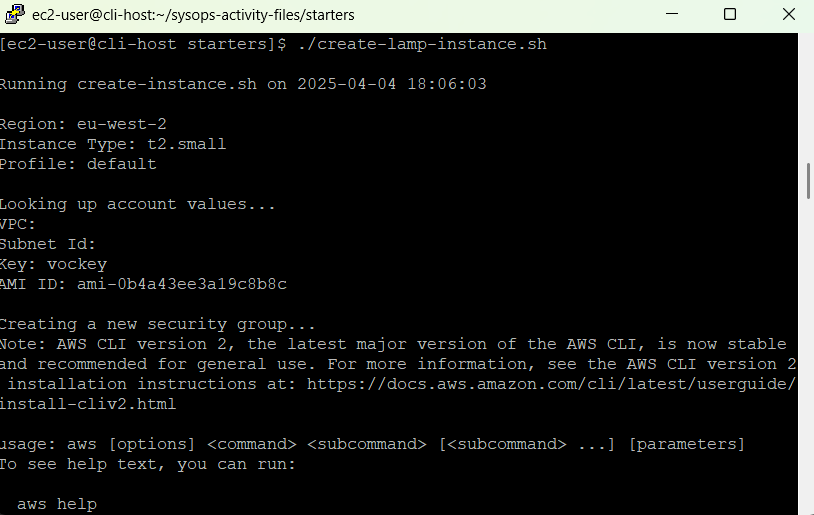 ec2-user@cli-host:~/sysops-activity-files/starters
[ec2-user@cli-host starters]$ ./create-lamp-instance.sh
Running create-instance.sh on 2025-04-04 18:06:03
Region: eu-west-2
Instance Type: t2.small
Profile: default
Looking up account values...
VPC:
Subnet Id:
Key: vockey
AMI ID: ami-0b4a43ee3a19c8b8c
Creating a new security group...
Note: AWS CLI version 2, the latest major version of the AWS CLI, is now stable
and recommended for general use. For more information, see the AWS CLI version 2
installation instructions at: https://docs.aws.amazon.com/cli/latest/userguide/
install-cliv2.html
usage: aws [options] <command> <subcommand> [<subcommand> ...] [parameters]
To see help text, you can run:
aws help